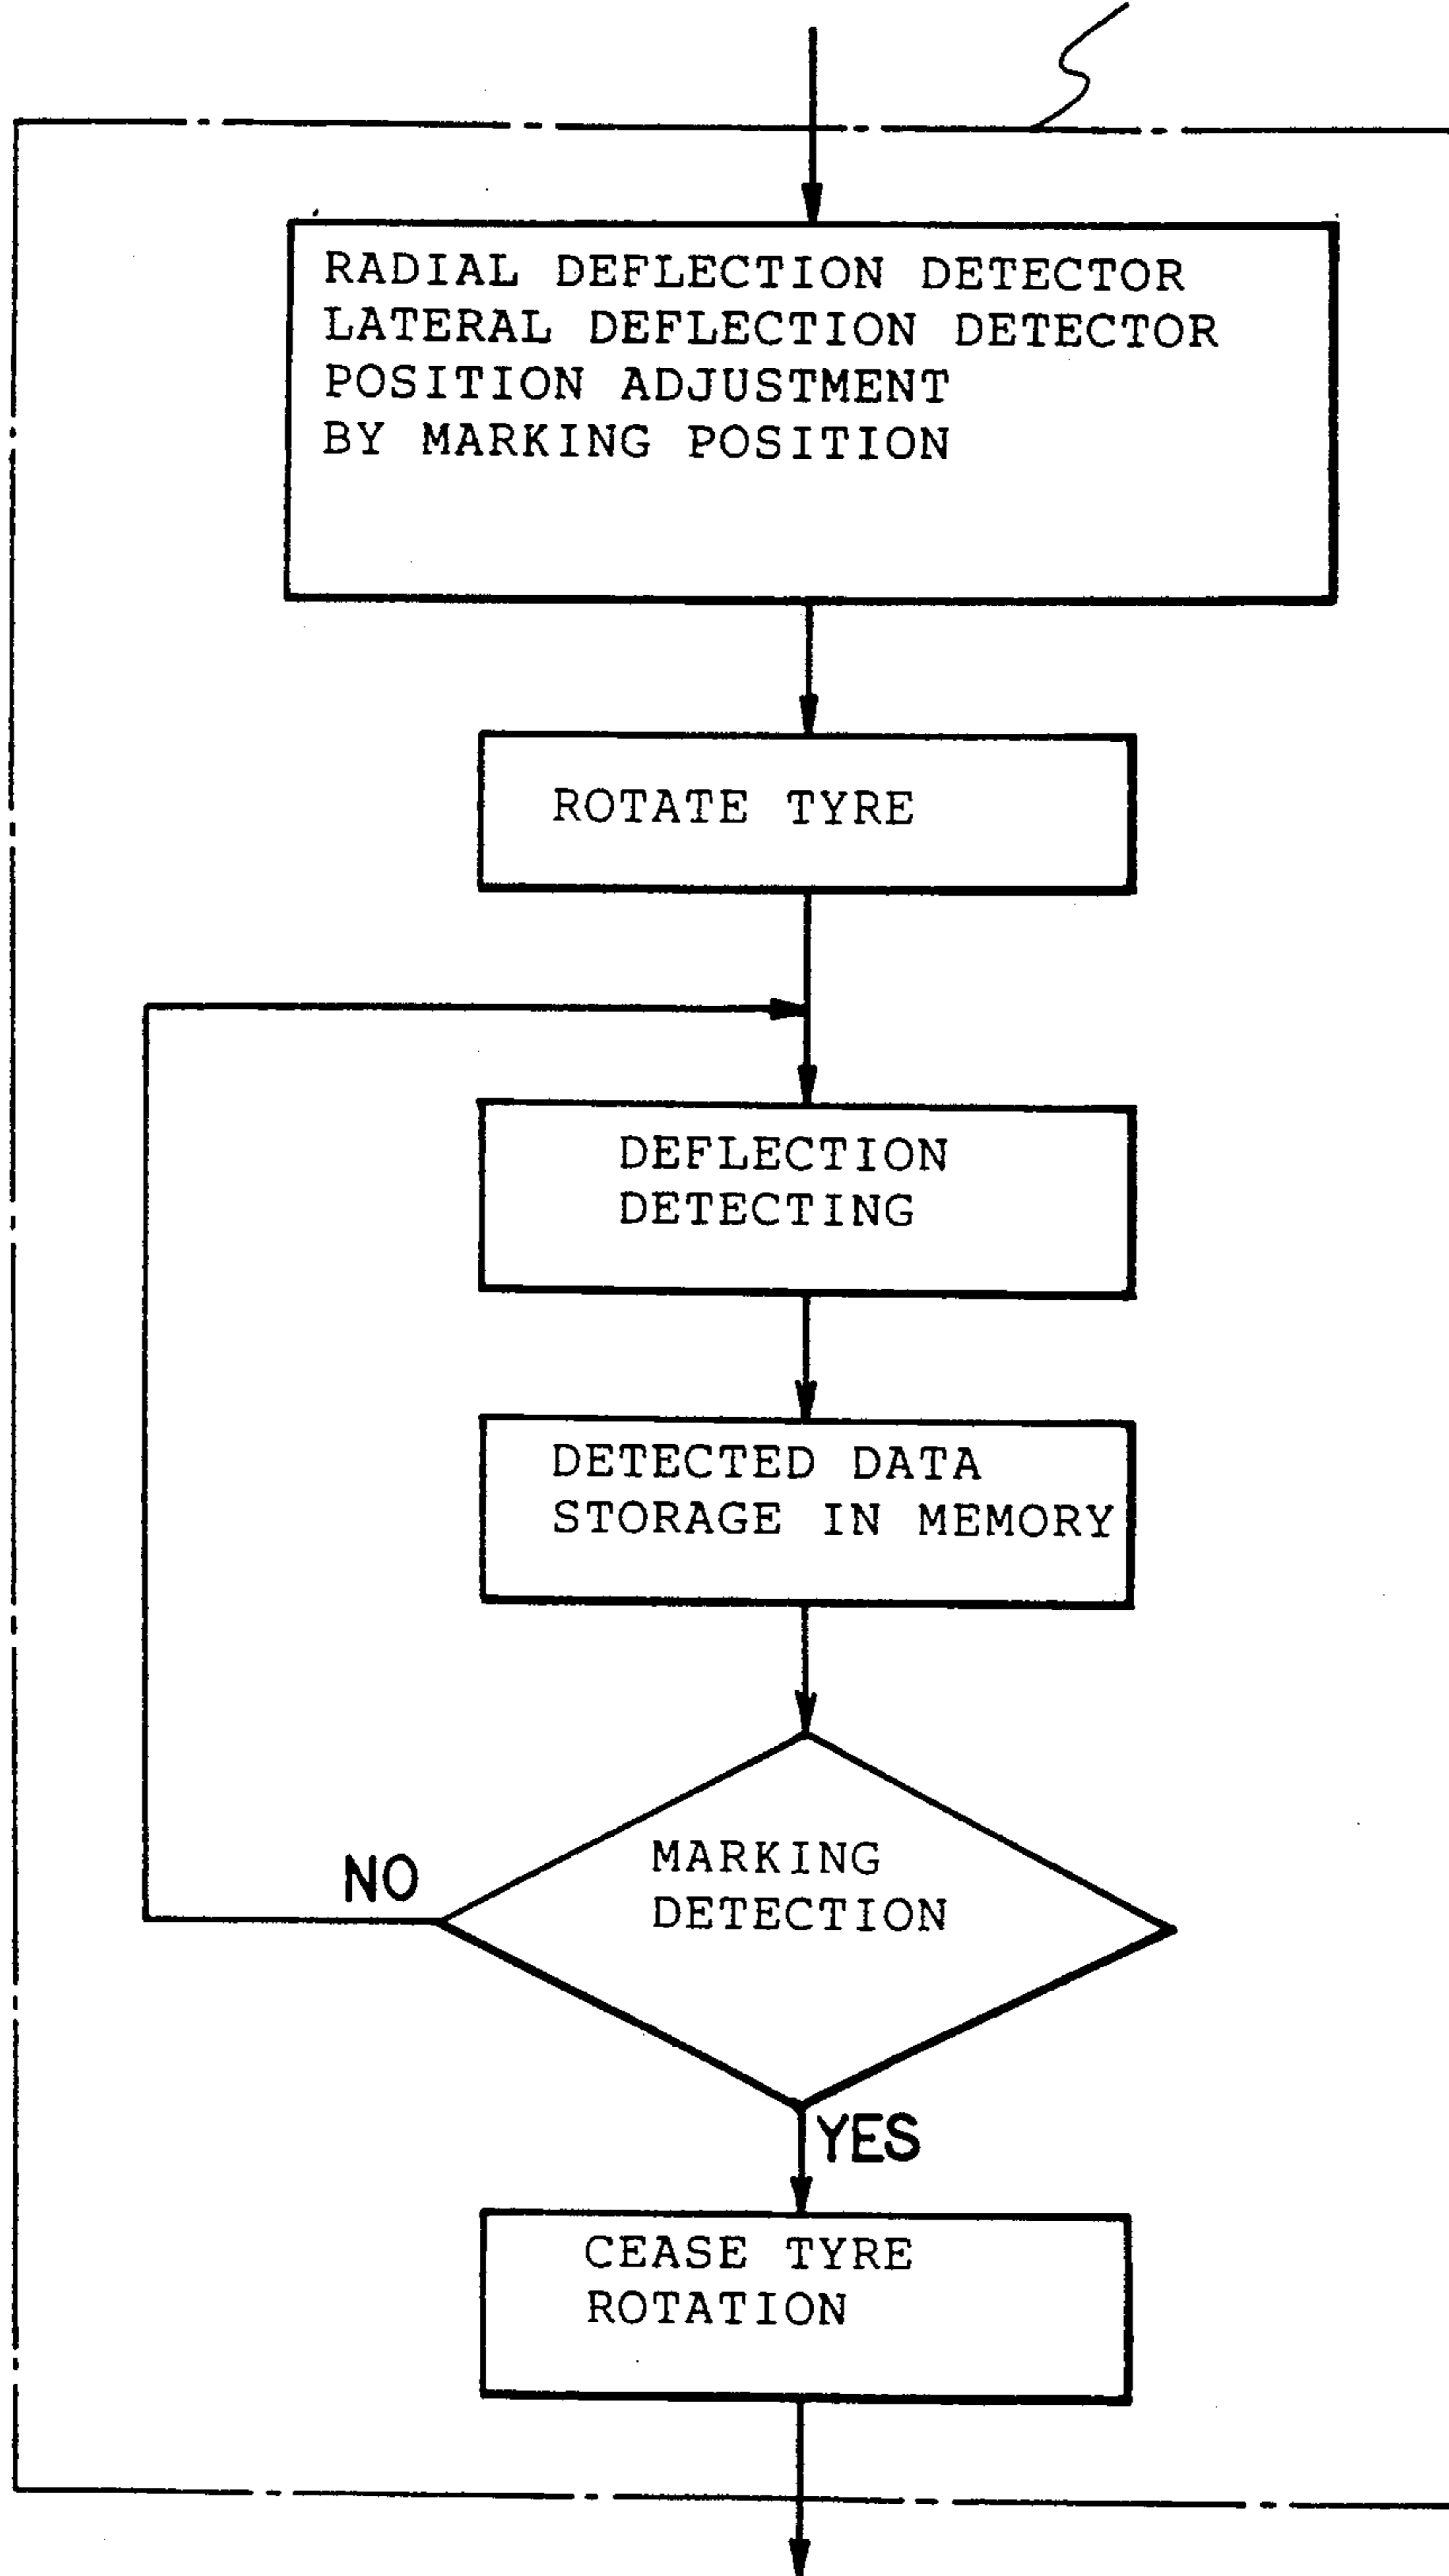 RADIAL DEFLECTION DETECTOR
LATERAL DEFLECTION DETECTOR
POSITION ADJUSTMENT
BY MARKING POSITION
ROTATE TYRE
DEFLECTION
DETECTING
DETECTED DATA
STORAGE IN MEMORY
MARKING
DETECTION
NO
YES
CEASE TYRE
ROTATION